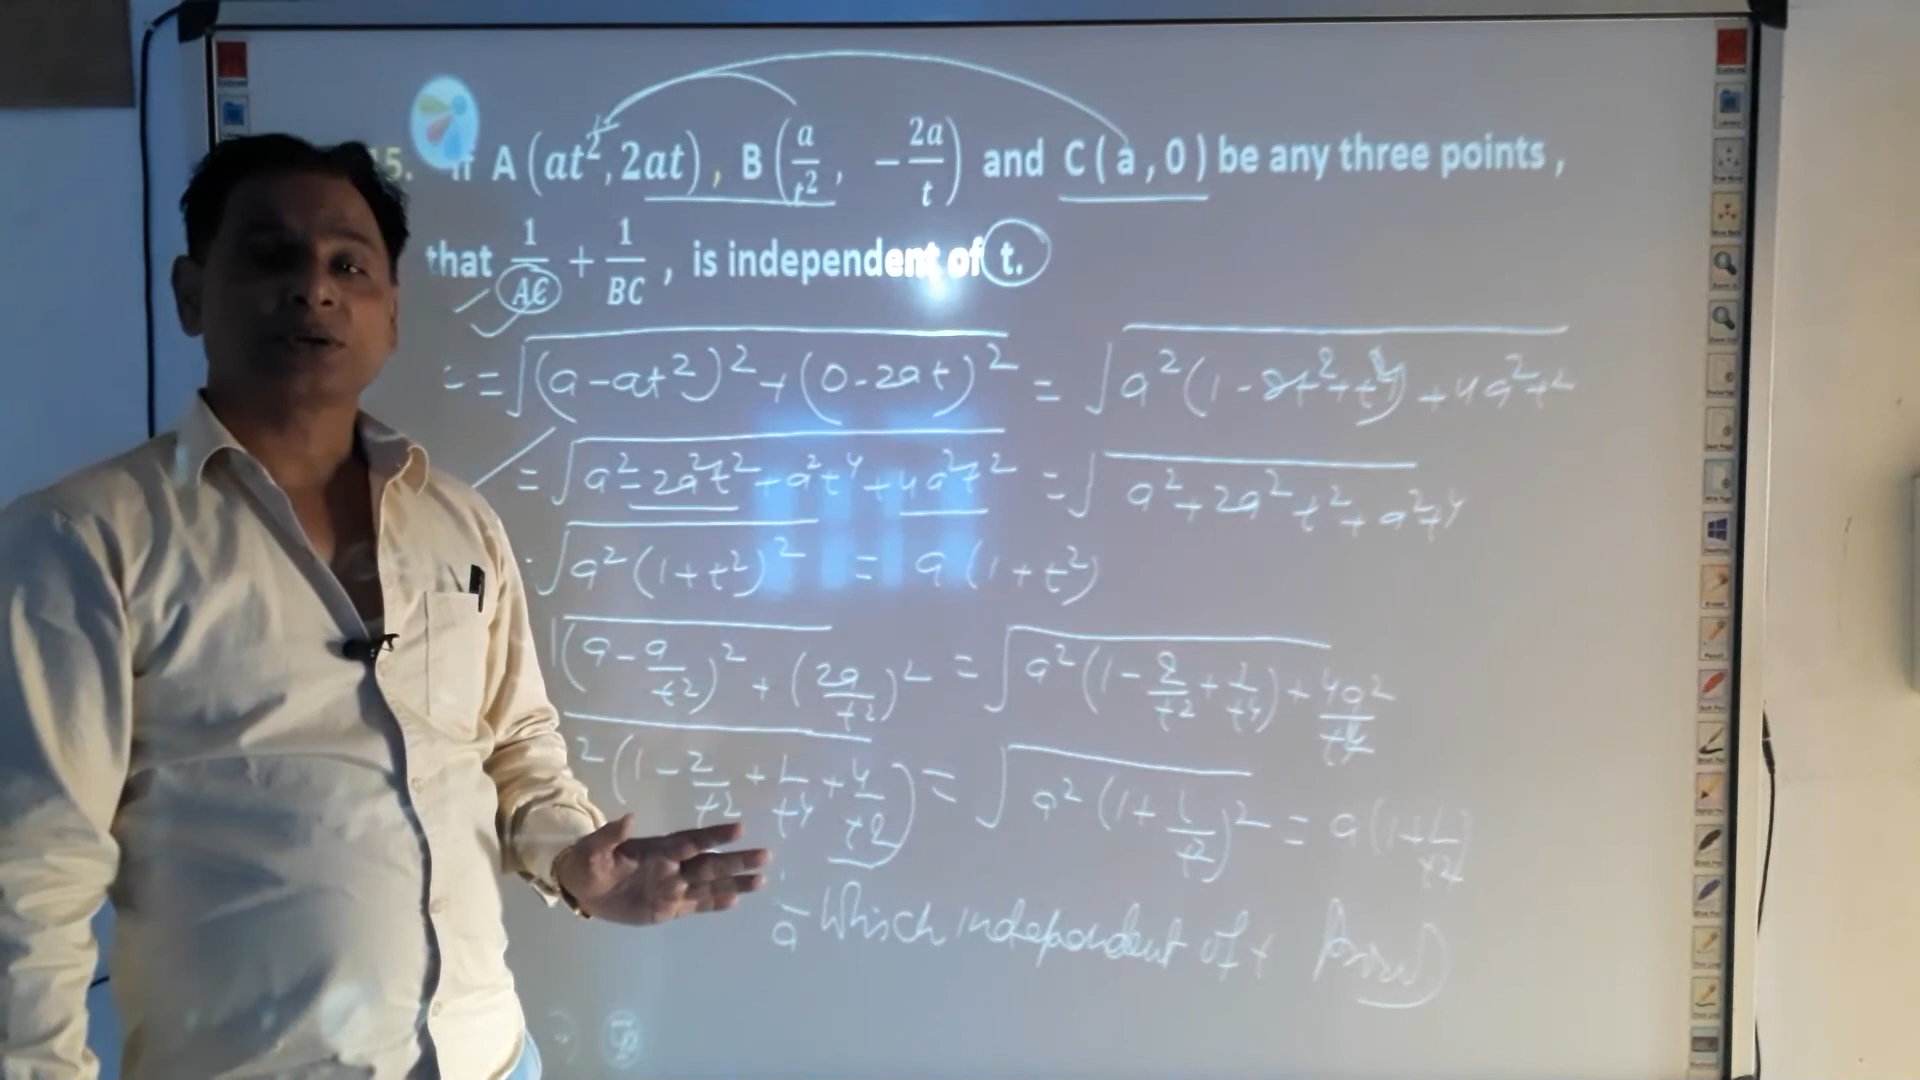 15. If A (at², 2at), B (a/t², −2a/t) and C (a, 0) be any three points,
that 1/AC + 1/BC, is independent of t.
= √((a-at²)² + (0-2at)²) = √(a²(1-2t²+t⁴) + 4a²t²
= √(a²-2a²t²+a²t⁴+4a²t²) = √(a²+2a²t²+a²t⁴)
√(a²(1+t²)²) = a(1+t²)
√((a-a/t²)² + (2a/t²)²) = √(a²(1-2/t²+1/t⁴) + 4a²/t
²(1-2/t²+1/t⁴+4/t²) = √(a²(1+1/t²)²) = a(1+1/t²)
a Which independent of t